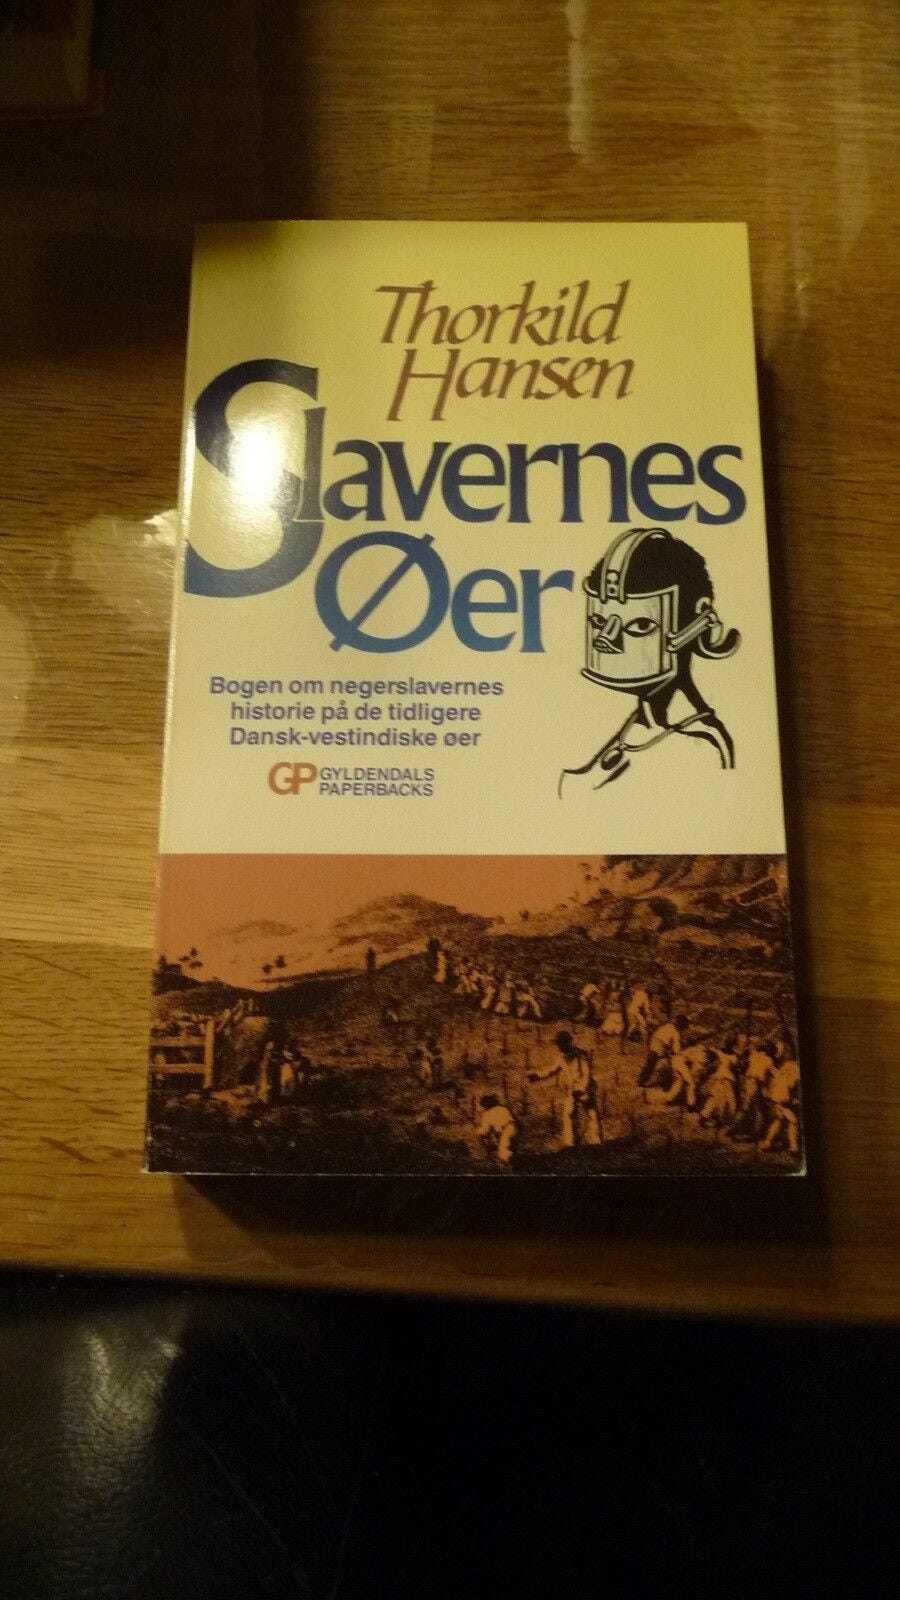 Thorkild
Hansen
Slavernes
Øer
Bogen om negerslavernes
historie på de tidligere
Dansk-vestindiske øer
GP GYLDENDALS
PAPERBACKS